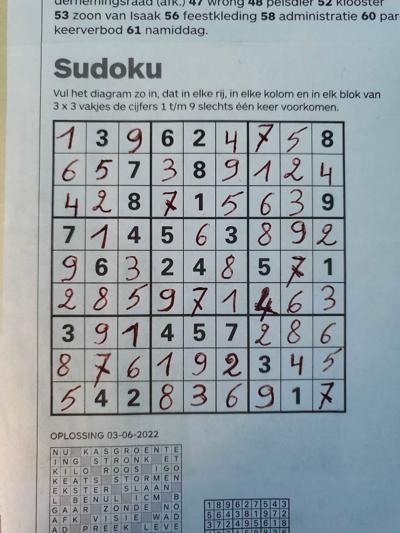 dernemingsraad (afk.) 47 wrong 48 pelsdier 52 klooster
53 zoon van Isaak 56 feestkleding 58 administratie 60 par
keerverbod 61 namiddag.
Sudoku
Vul het diagram zo in, dat in elke rij, in elke kolom en in elk blok van
3 x 3 vakjes de cijfers 1 t/m 9 slechts één keer voorkomen.
1 3 9 6 2 4 7 5 8
6 5 7 3 8 9 1 2 4
4 2 8 7 1 5 6 3 9
7 1 4 5 6 3 8 9 2
9 6 3 2 4 8 5 7 1
2 8 5 9 7 1 4 6 3
3 9 1 4 5 7 2 8 6
8 7 6 1 9 2 3 4 5
5 4 2 8 3 6 9 1 7
OPLOSSING 03-06-2022
NU KASGROENTE
ING STRONK ET
KILO ROOS IGO
KEATS STORMEN
EKSTER SLAAN
L BENUL ICM B
GAAR ZONDE NO
AFK VISIE WAD
AD PREEK LEVE
1 8 9 6 2 7 5 4 3
5 6 4 3 8 1 9 7 2
3 7 2 4 9 5 6 1 8